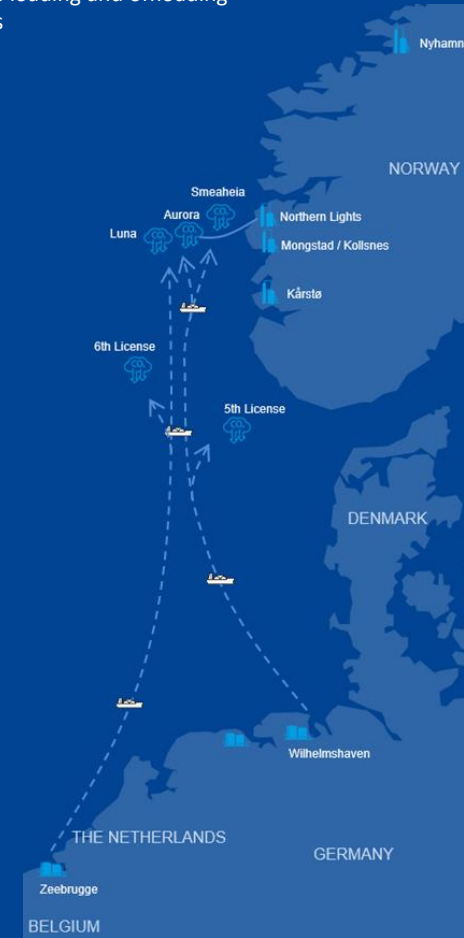 loading and offloading
s
Nyhamn
NORWAY
Smeaheia
Aurora
Northern Lights
Luna
Mongstad / Kollsnes
Kårstø
6th License
5th License
DENMARK
Wilhelmshaven
THE NETHERLANDS
GERMANY
Zeebrugge
BELGIUM